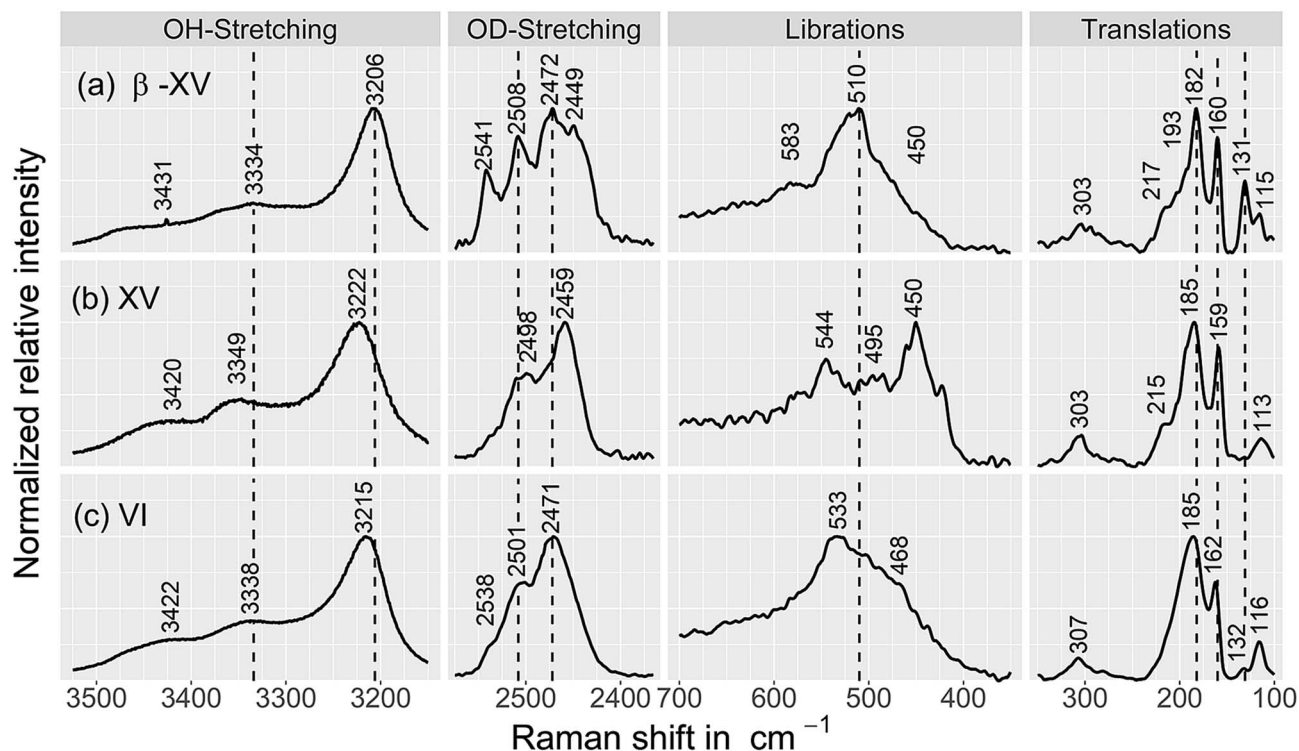 OH-Stretching OD-Stretching Librations Translations
(a) β -XV
3431 3334 3206
2541 2508 2472 2449
583 510 450
303 217 193 182 160 131 115
(b) XV
3420 3349 3222
2498 2459
544 495 450
303 215 185 159 113
(c) VI
3422 3338 3215
2538 2501 2471
533 468
307 185 162 132 116
3500 3400 3300 3200 2500 2400 700 600 500 400 300 200 100
Raman shift in cm −1
Normalized relative intensity